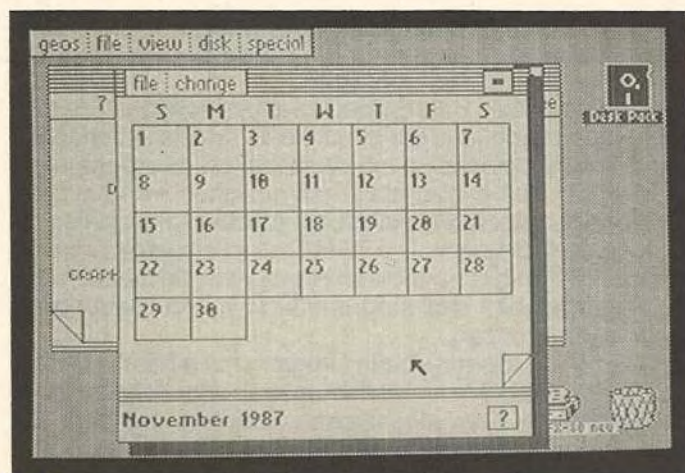 geos file view disk special
file change
7
S M T W T F S
1 2 3 4 5 6 7
8 9 10 11 12 13 14
15 16 17 18 19 20 21
22 23 24 25 26 27 28
29 30
Desk Pack
D
GRAPH
November 1987 ?